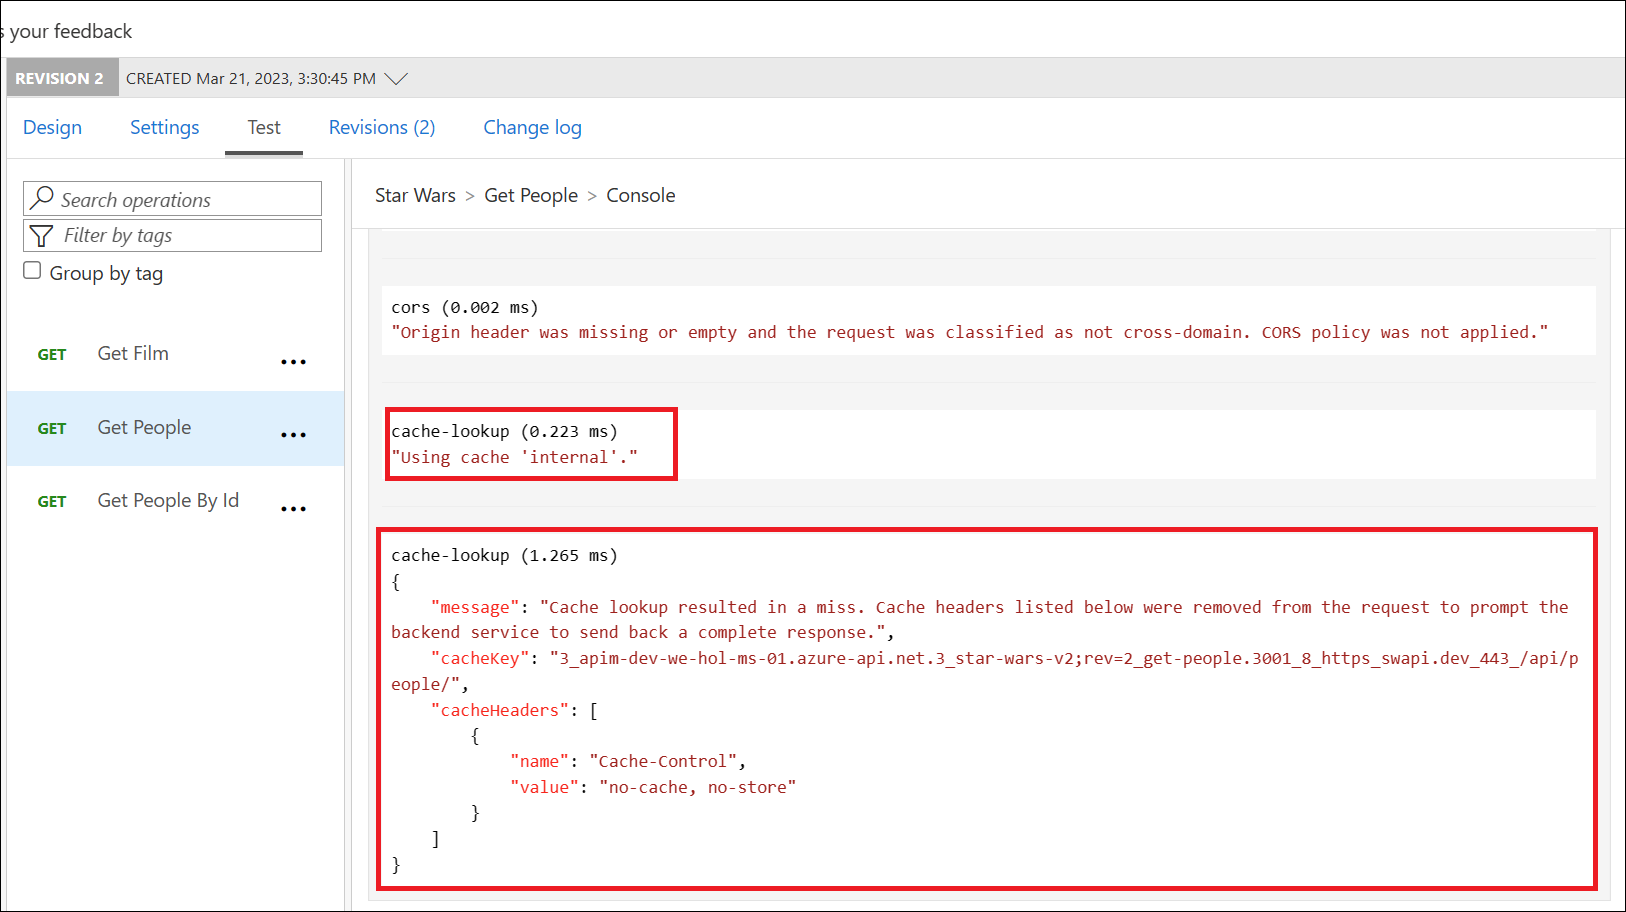 s your feedback
REVISION 2 CREATED Mar 21, 2023, 3:30:45 PM
Design Settings Test Revisions (2) Change log
Search operations
Filter by tags
Group by tag
GET Get Film ...
GET Get People ...
GET Get People By Id ...
Star Wars > Get People > Console
cors (0.002 ms)
"Origin header was missing or empty and the request was classified as not cross-domain. CORS policy was not applied."
cache-lookup (0.223 ms)
"Using cache 'internal'."
cache-lookup (1.265 ms)
{
"message": "Cache lookup resulted in a miss. Cache headers listed below were removed from the request to prompt the
backend service to send back a complete response.",
"cacheKey": "3_apim-dev-we-hol-ms-01.azure-api.net.3_star-wars-v2;rev=2_get-people.3001_8_https_swapi.dev_443_/api/p
eople/",
"cacheHeaders": [
{
"name": "Cache-Control",
"value": "no-cache, no-store"
}
]
}